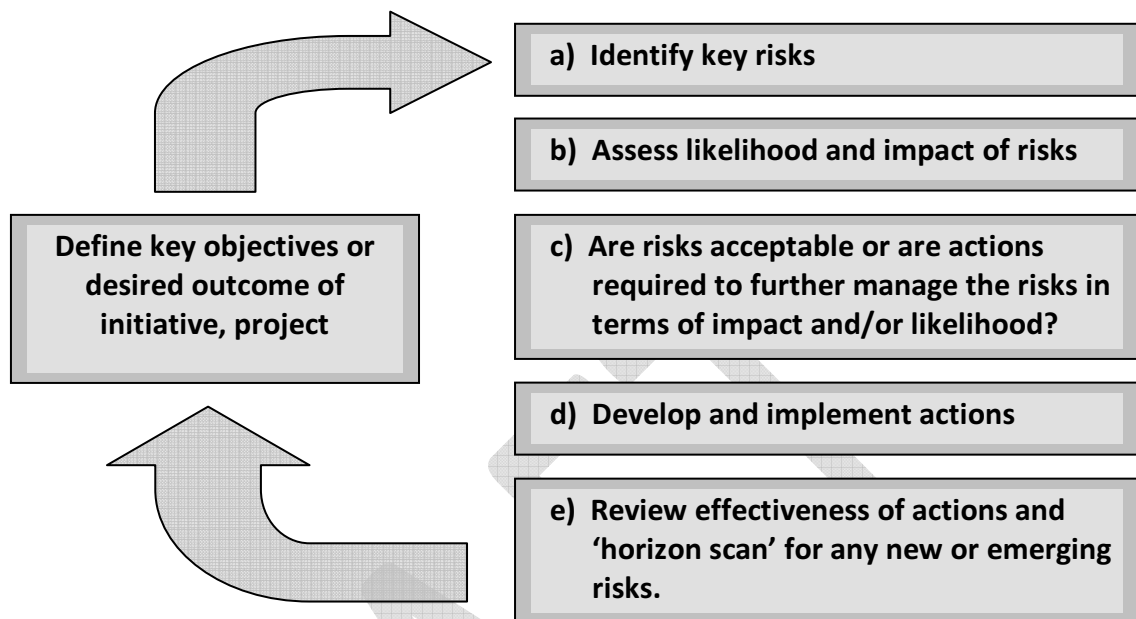 Define key objectives or
desired outcome of
initiative, project
a) Identify key risks
b) Assess likelihood and impact of risks
c) Are risks acceptable or are actions
required to further manage the risks in
terms of impact and/or likelihood?
d) Develop and implement actions
e) Review effectiveness of actions and
‘horizon scan’ for any new or emerging
risks.